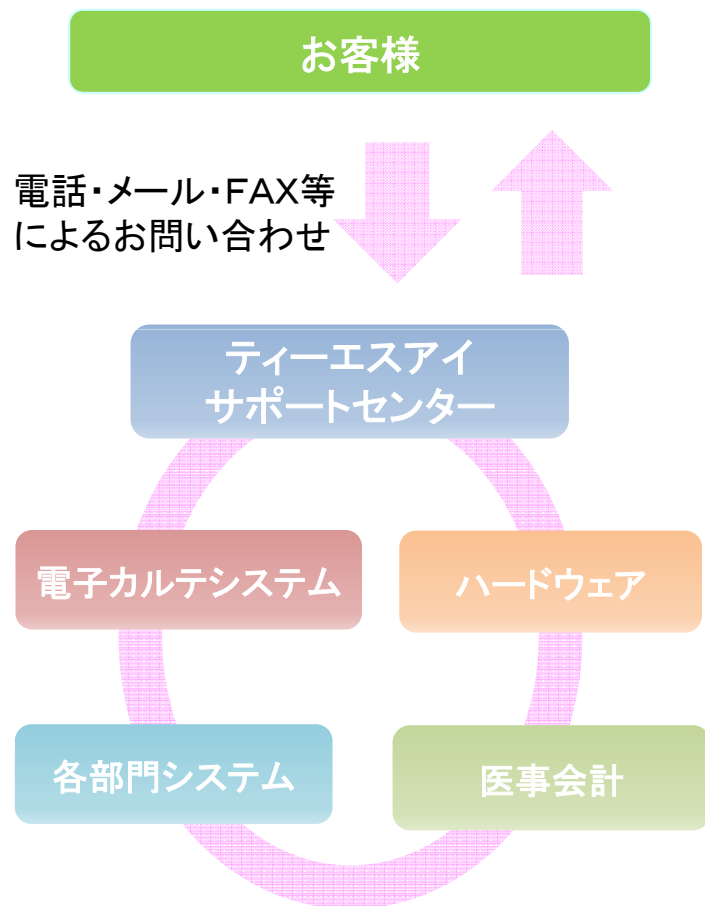 お客様
電話・メール・FAX等
によるお問い合わせ
ティーエスアイ
サポートセンター
電子カルテシステム
ハードウェア
各部門システム
医事会計